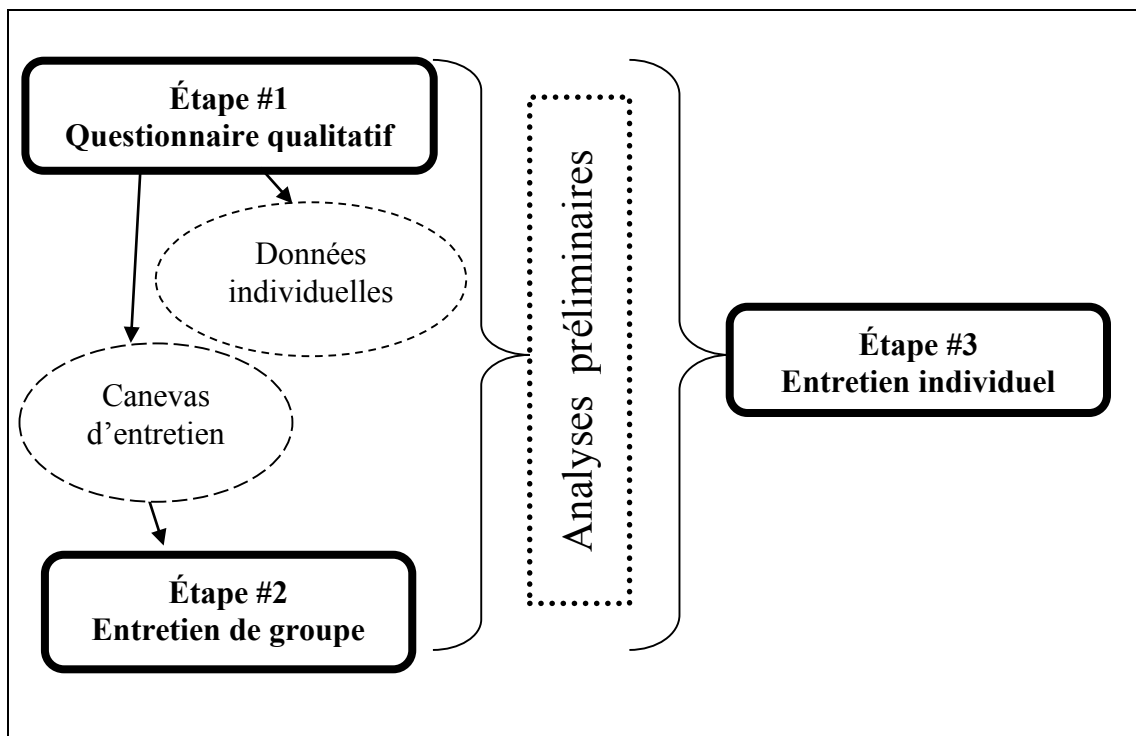 Étape #1
Questionnaire qualitatif
Données
individuelles
Canevas
d’entretien
Étape #2
Entretien de groupe
Analyses préliminaires
Étape #3
Entretien individuel